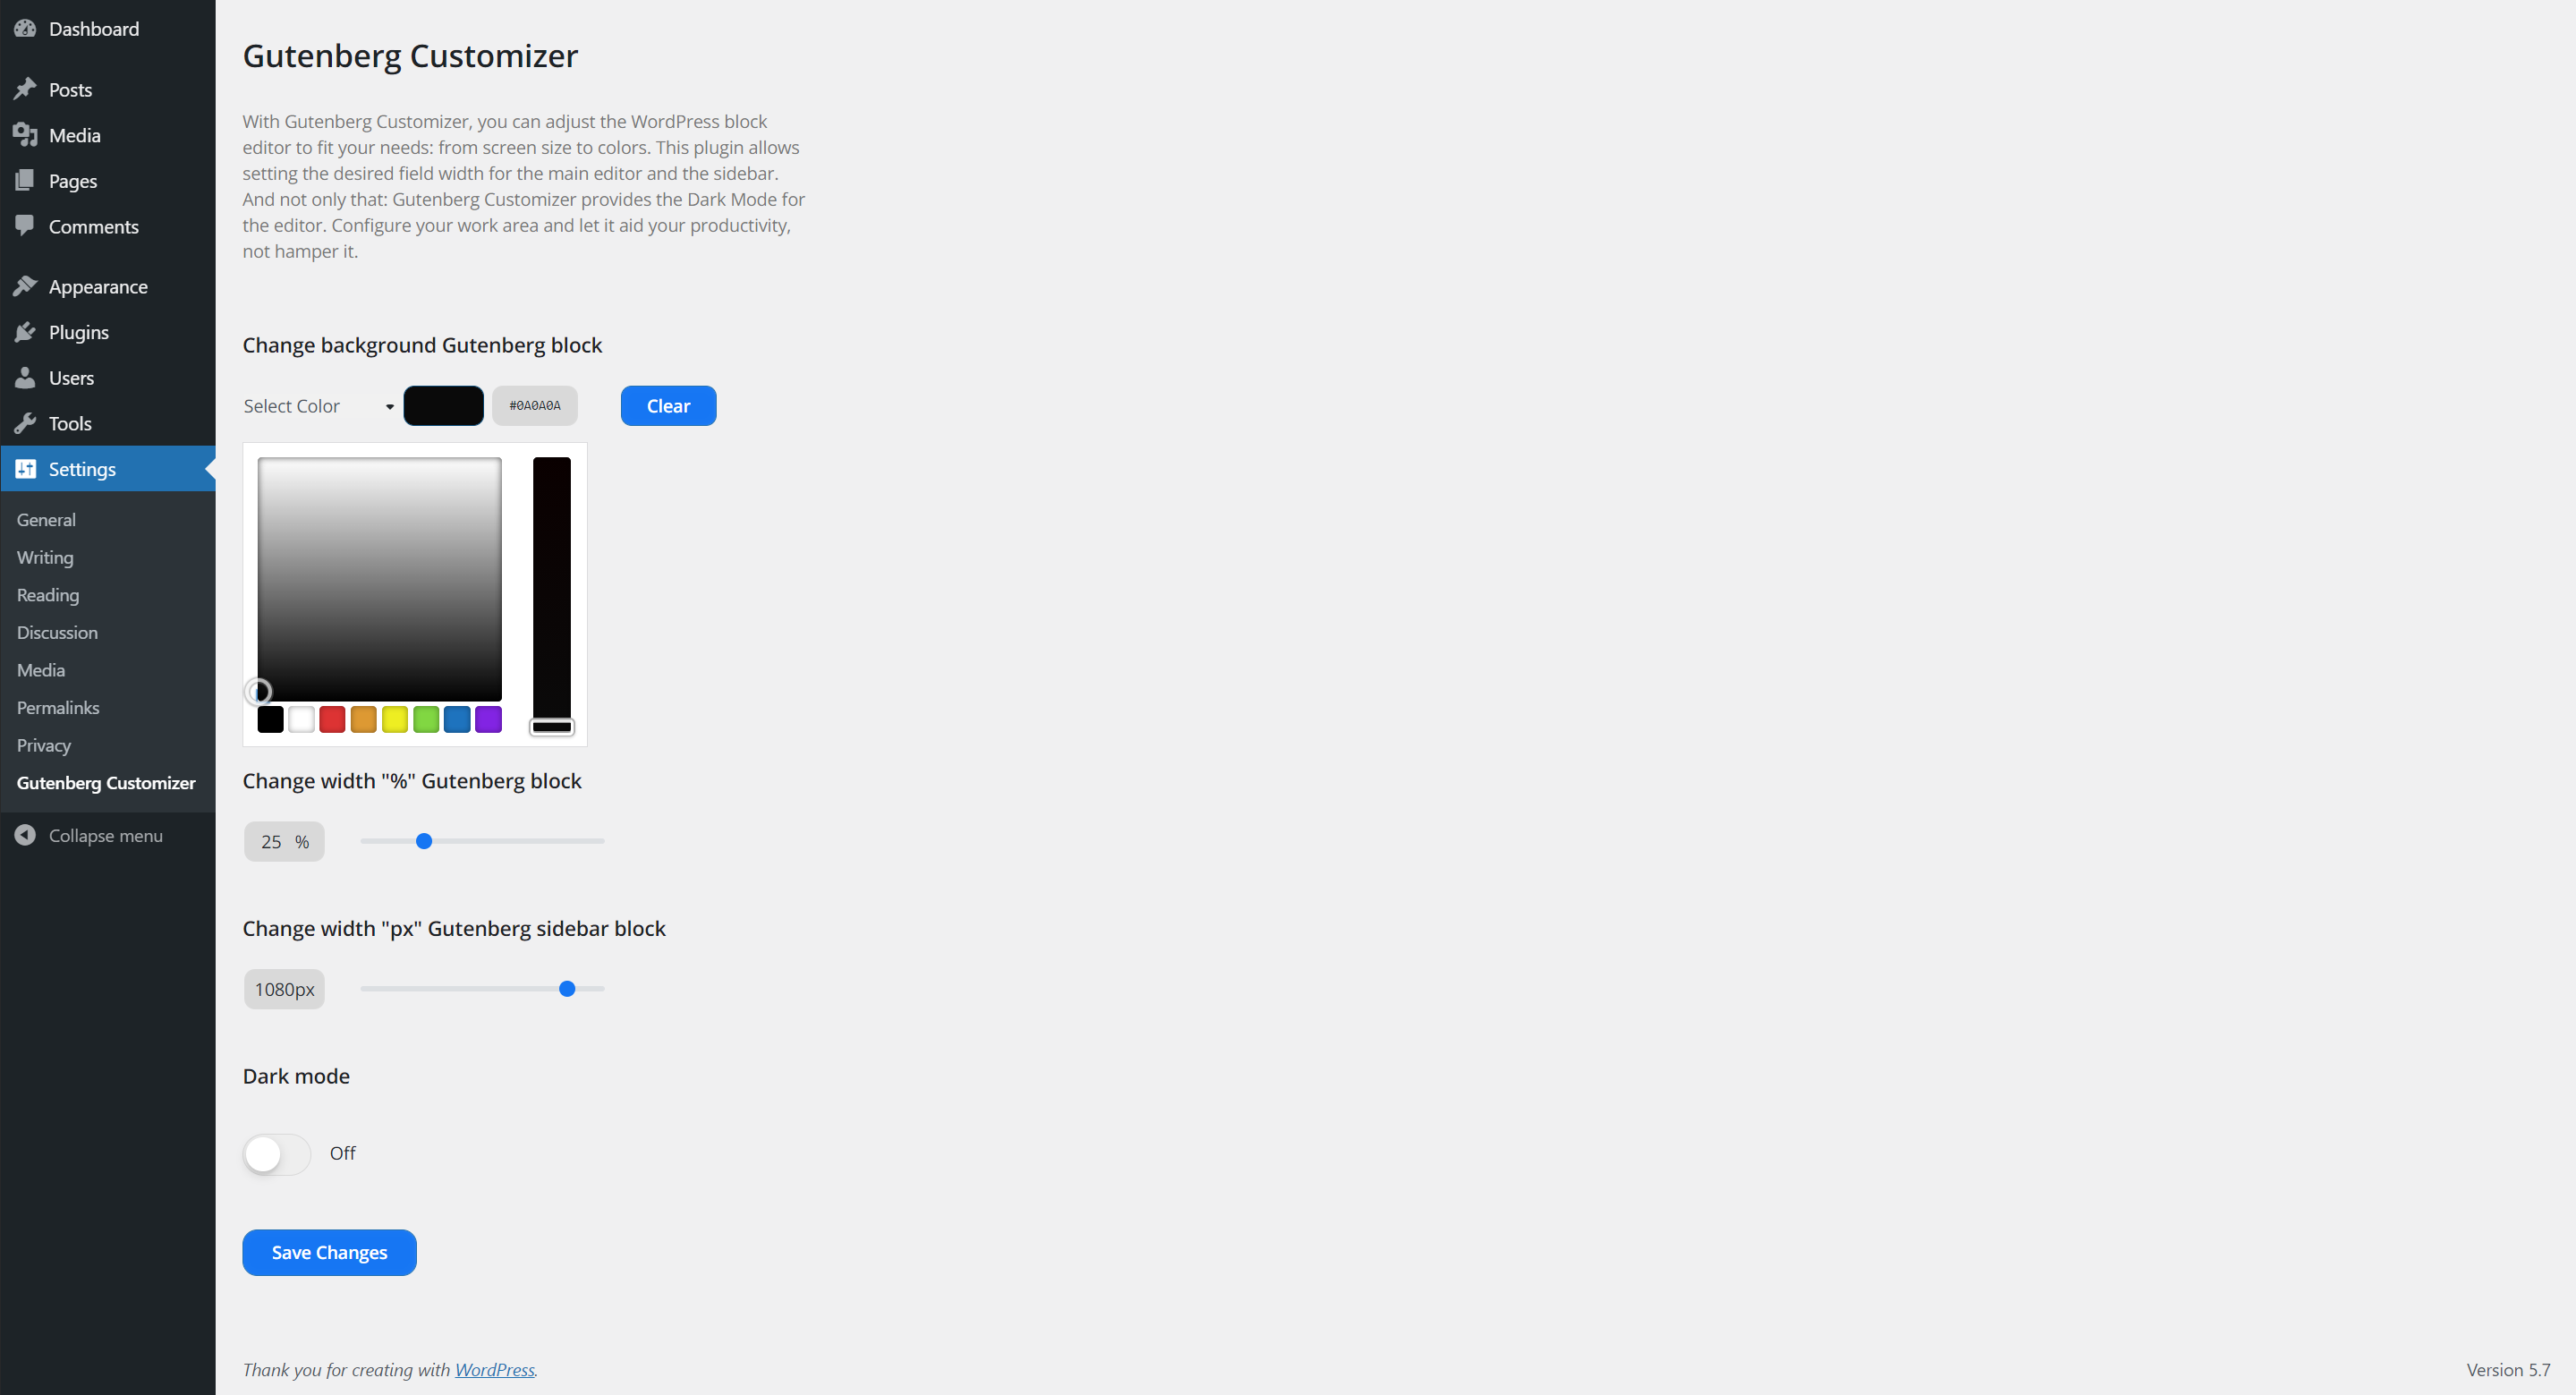 Dashboard
Posts
Media
Pages
Comments
Appearance
Plugins
Users
Tools
Settings
General
Writing
Reading
Discussion
Media
Permalinks
Privacy
Gutenberg Customizer
Collapse menu
Gutenberg Customizer
With Gutenberg Customizer, you can adjust the WordPress block
editor to fit your needs: from screen size to colors. This plugin allows
setting the desired field width for the main editor and the sidebar.
And not only that: Gutenberg Customizer provides the Dark Mode for
the editor. Configure your work area and let it aid your productivity,
not hamper it.
Change background Gutenberg block
Select Color #0A0A0A Clear
Change width "%" Gutenberg block
25 %
Change width "px" Gutenberg sidebar block
1080px
Dark mode
Off
Save Changes
Thank you for creating with WordPress.
Version 5.7